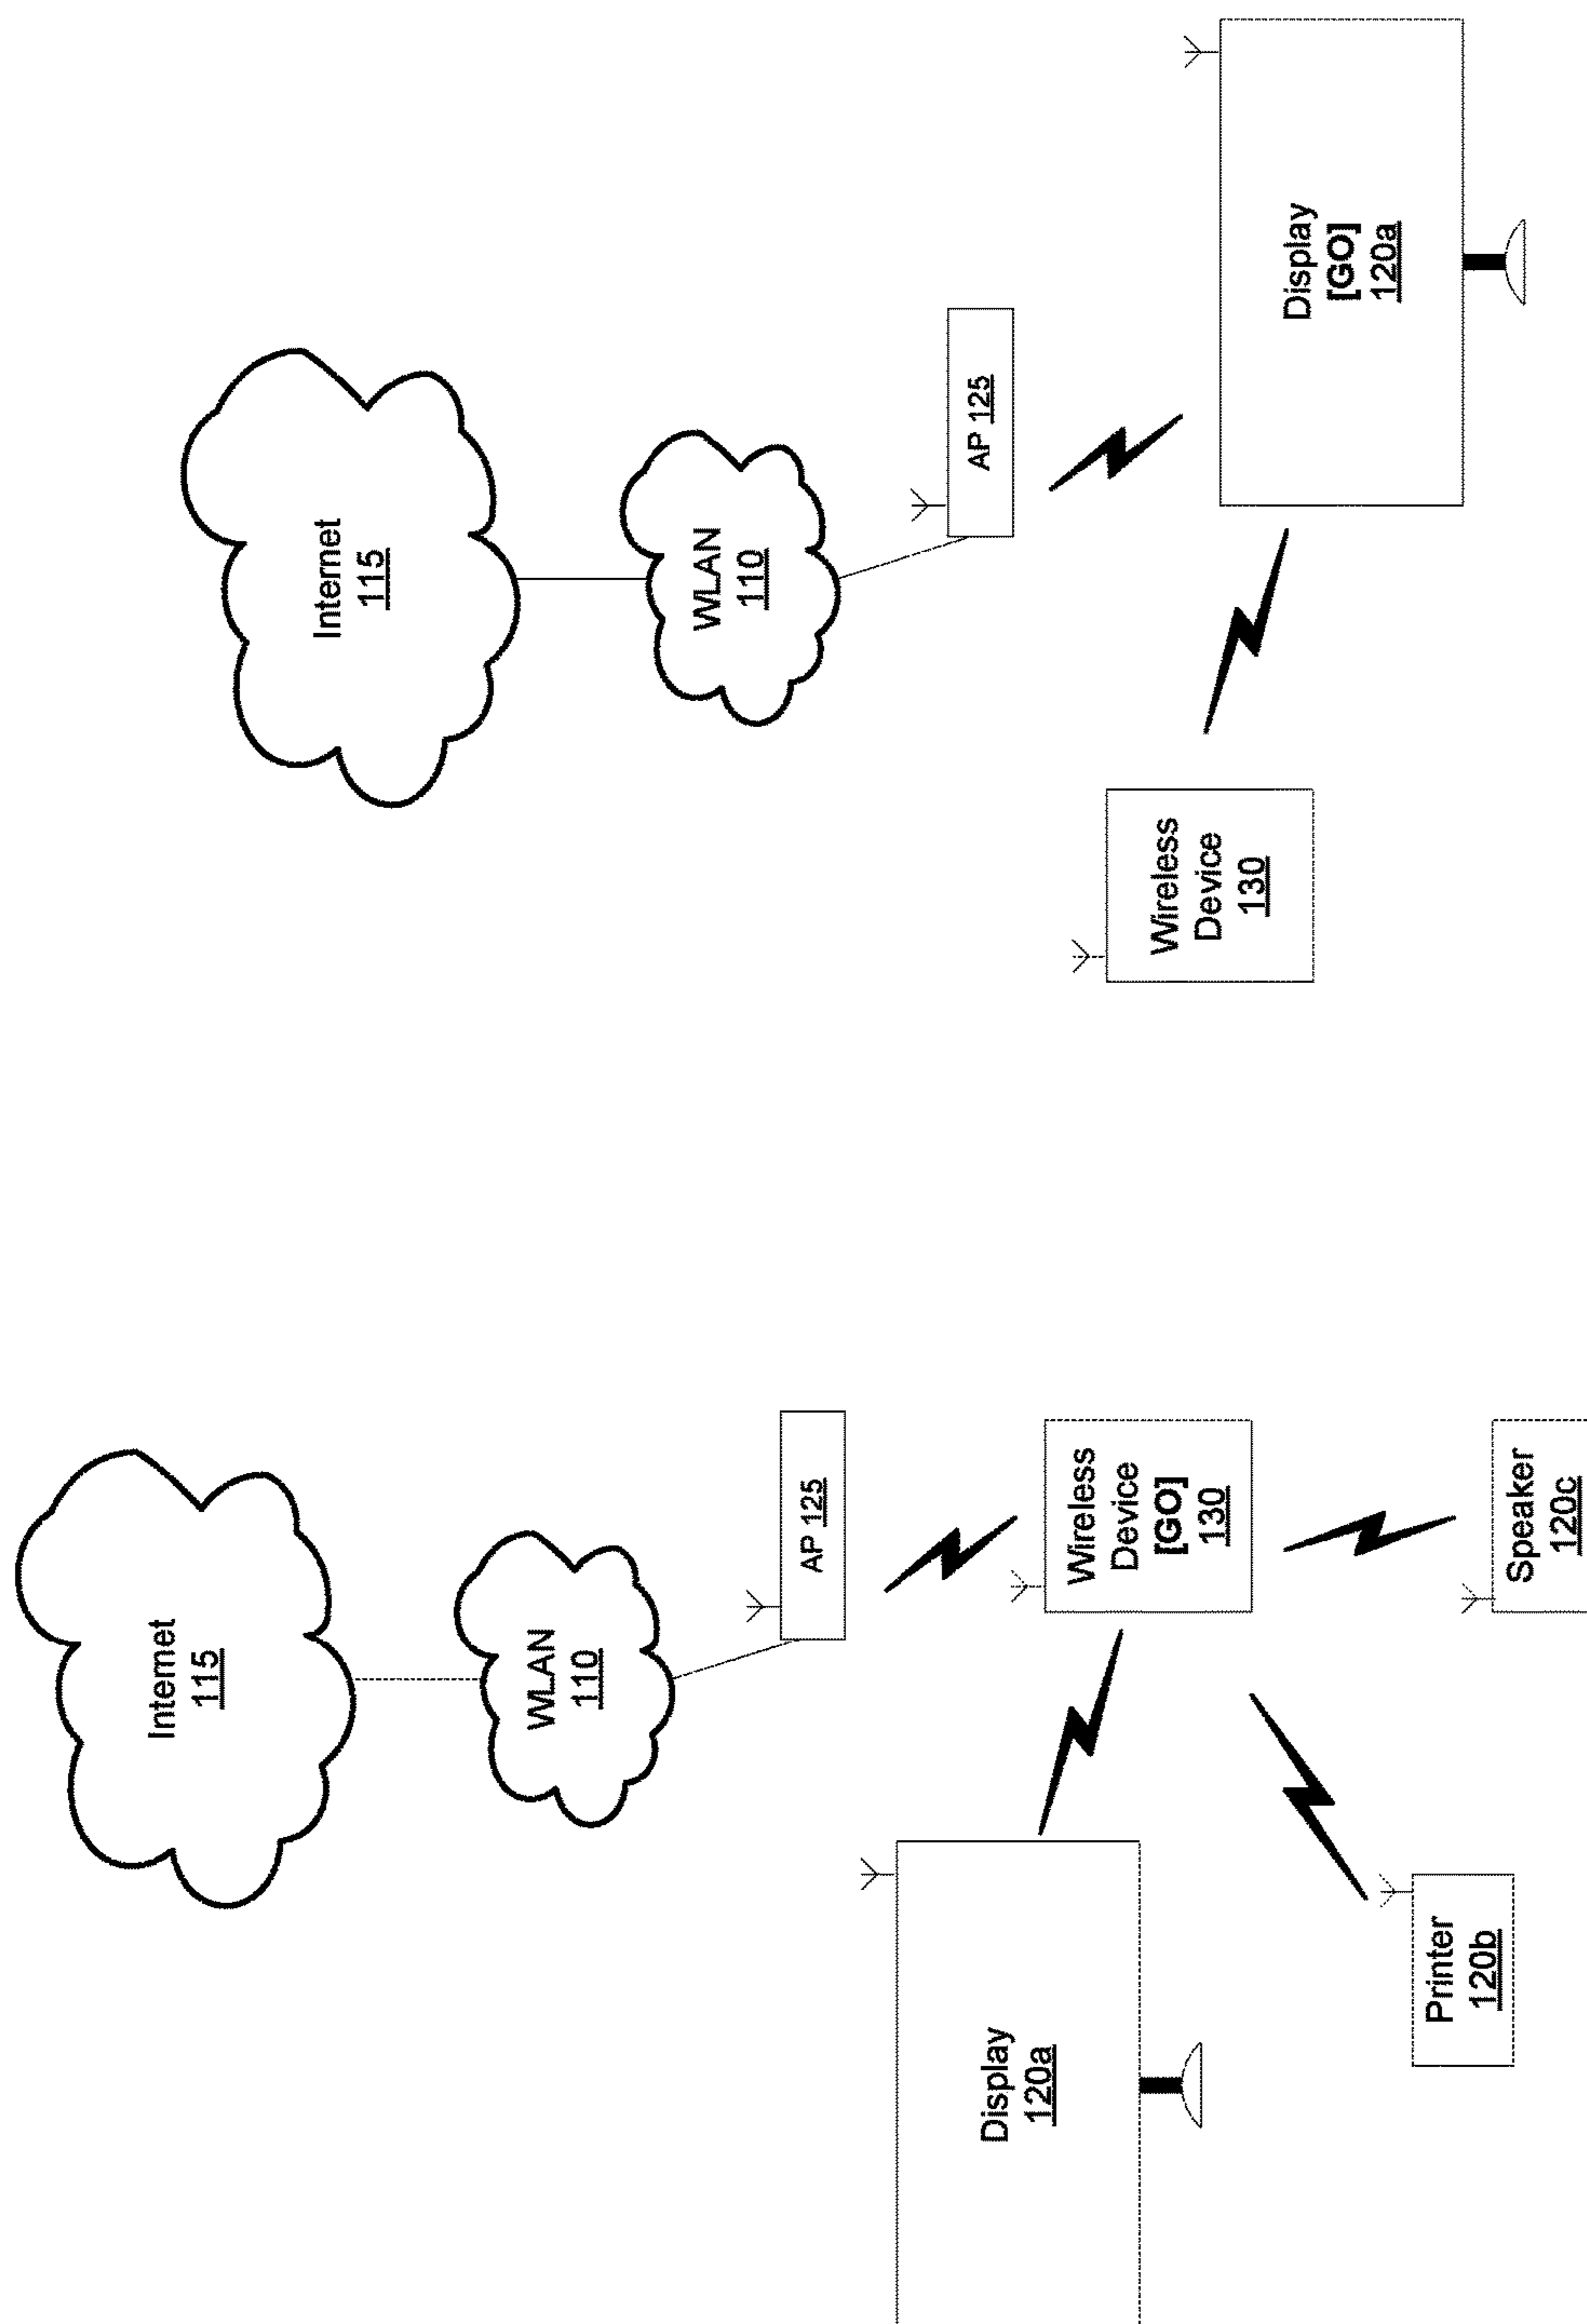 Internet
115
WLAN
110
AP 125
Display
120a
Wireless
Device
[GO]
130
Printer
120b
Speaker
120c
Internet
115
WLAN
110
AP 125
Wireless
Device
130
Display
[GO]
120a